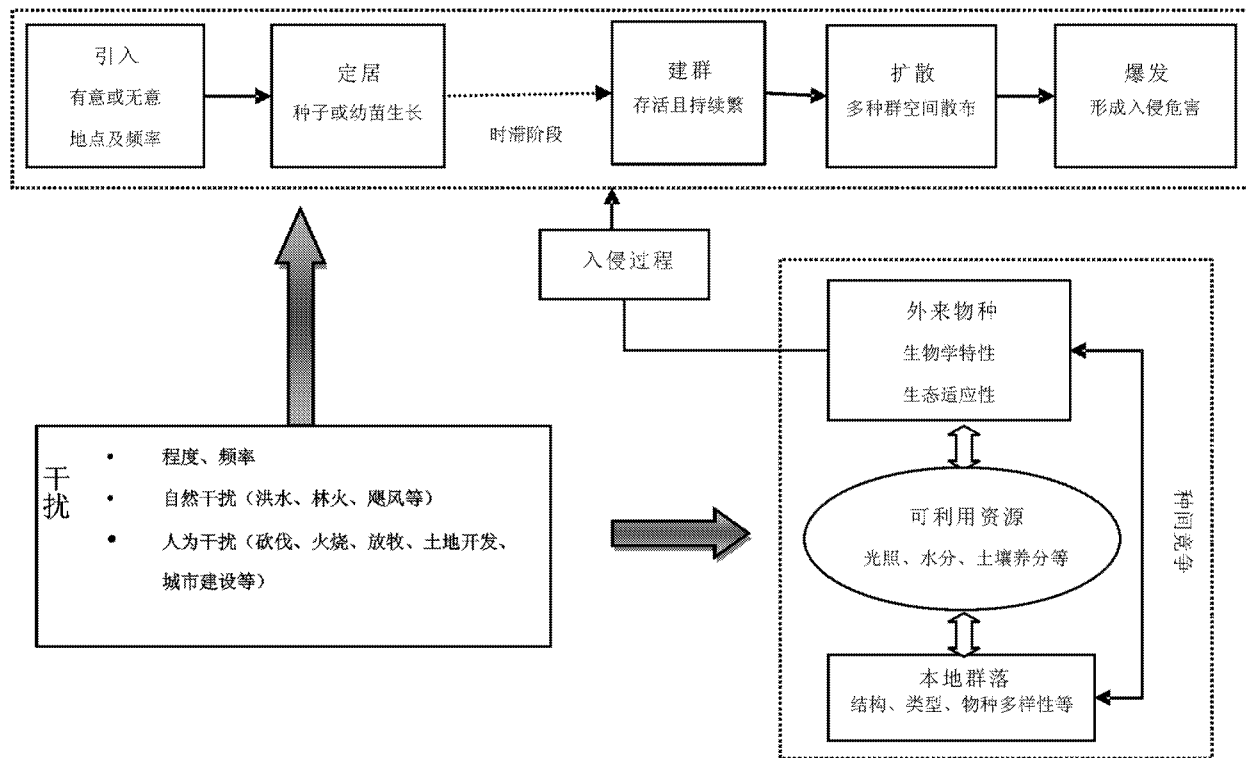 引入
有意或无意
地点及频率
定居
种子或幼苗生长
时滞阶段
建群
存活且持续繁
扩散
多种群空间散布
爆发
形成入侵危害
入侵过程
外来物种
生物学特性
生态适应性
可利用资源
光照、水分、土壤养分等
本地群落
结构、类型、物种多样性等
种间竞争
干扰
• 程度、频率
• 自然干扰（洪水、林火、飓风等）
• 人为干扰（砍伐、火烧、放牧、土地开发、
城市建设等）